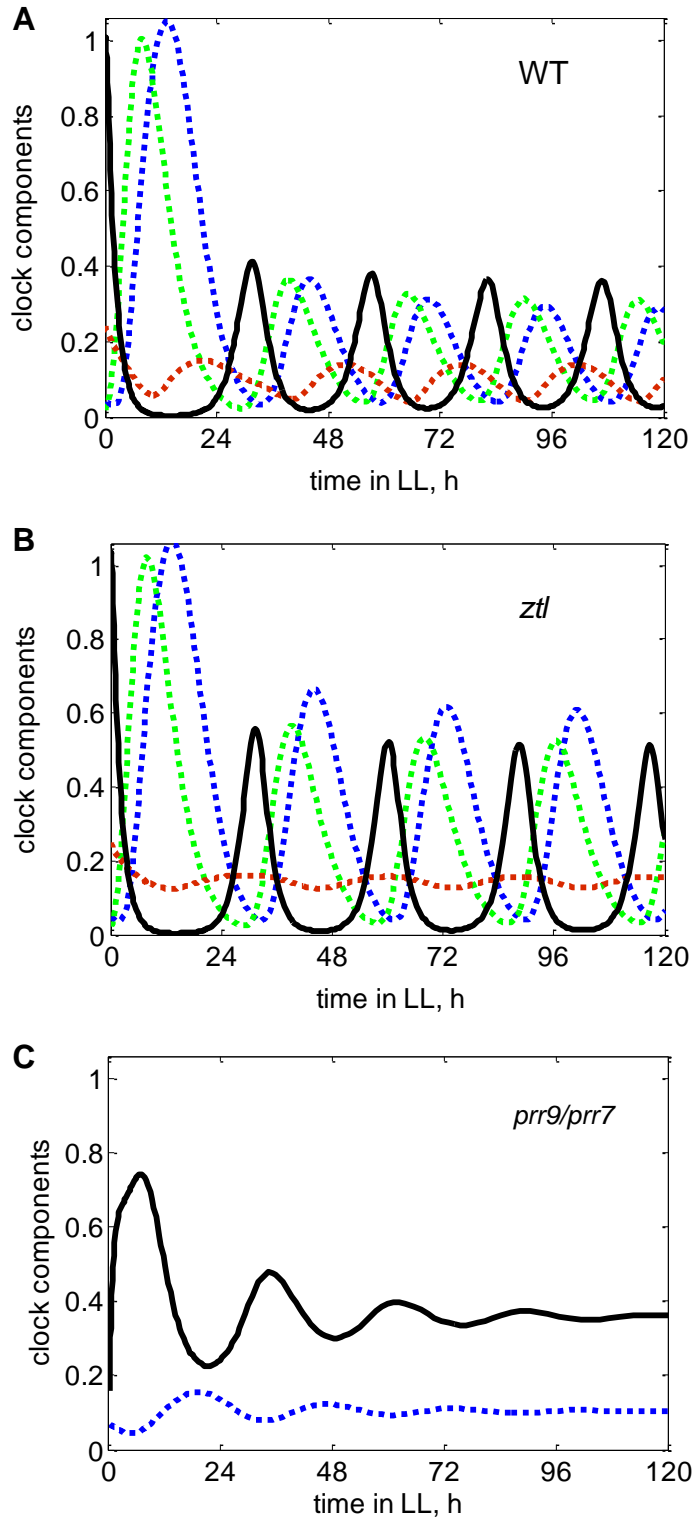 A
WT
1
0.8
0.6
0.4
0.2
0
clock components
0 24 48 72 96 120
time in LL, h
B
ztl
1
0.8
0.6
0.4
0.2
0
clock components
0 24 48 72 96 120
time in LL, h
C
prr9/prr7
1
0.8
0.6
0.4
0.2
0
clock components
0 24 48 72 96 120
time in LL, h